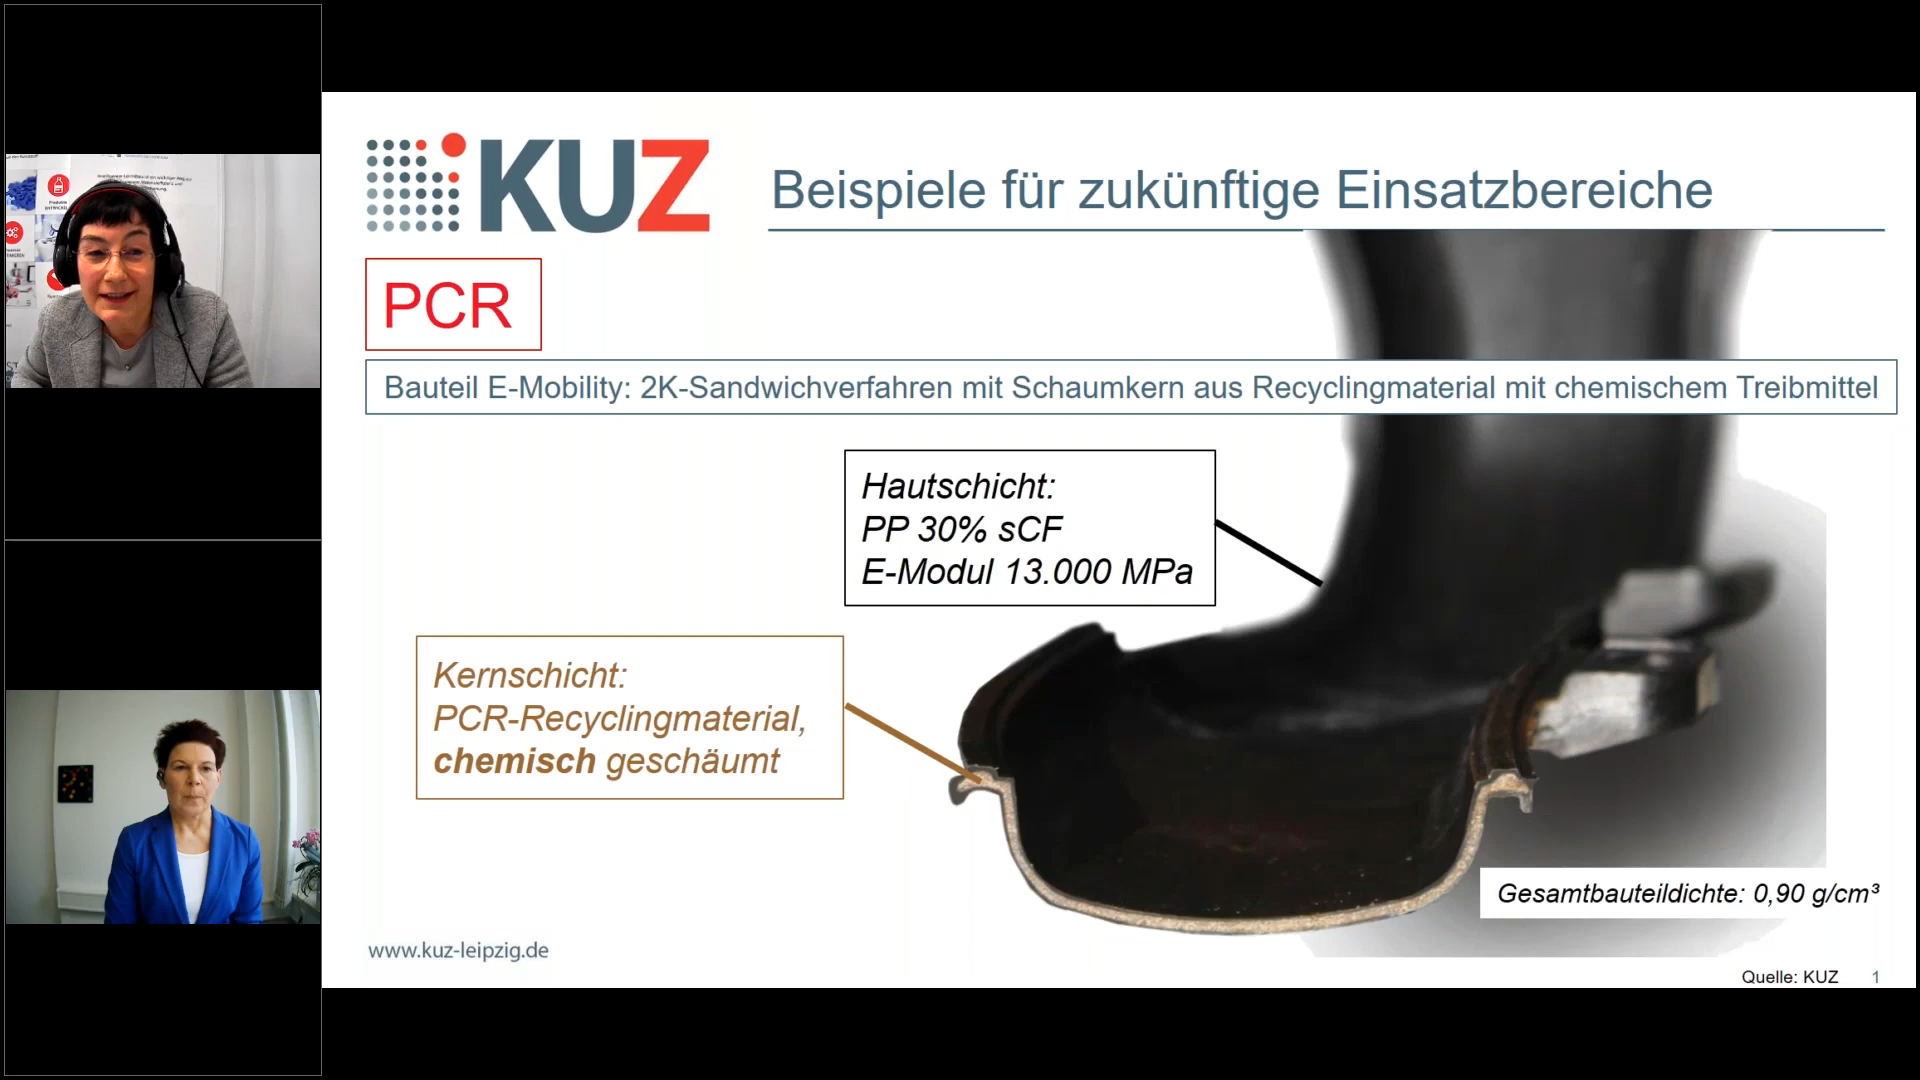 KUZ
Beispiele für zukünftige Einsatzbereiche
PCR
Bauteil E-Mobility: 2K-Sandwichverfahren mit Schaumkern aus Recyclingmaterial mit chemischem Treibmittel
Hautschicht:
PP 30% sCF
E-Modul 13.000 MPa
Kernschicht:
PCR-Recyclingmaterial,
chemisch geschäumt
Gesamtbauteildichte: 0,90 g/cm³
www.kuz-leipzig.de
Quelle: KUZ 1